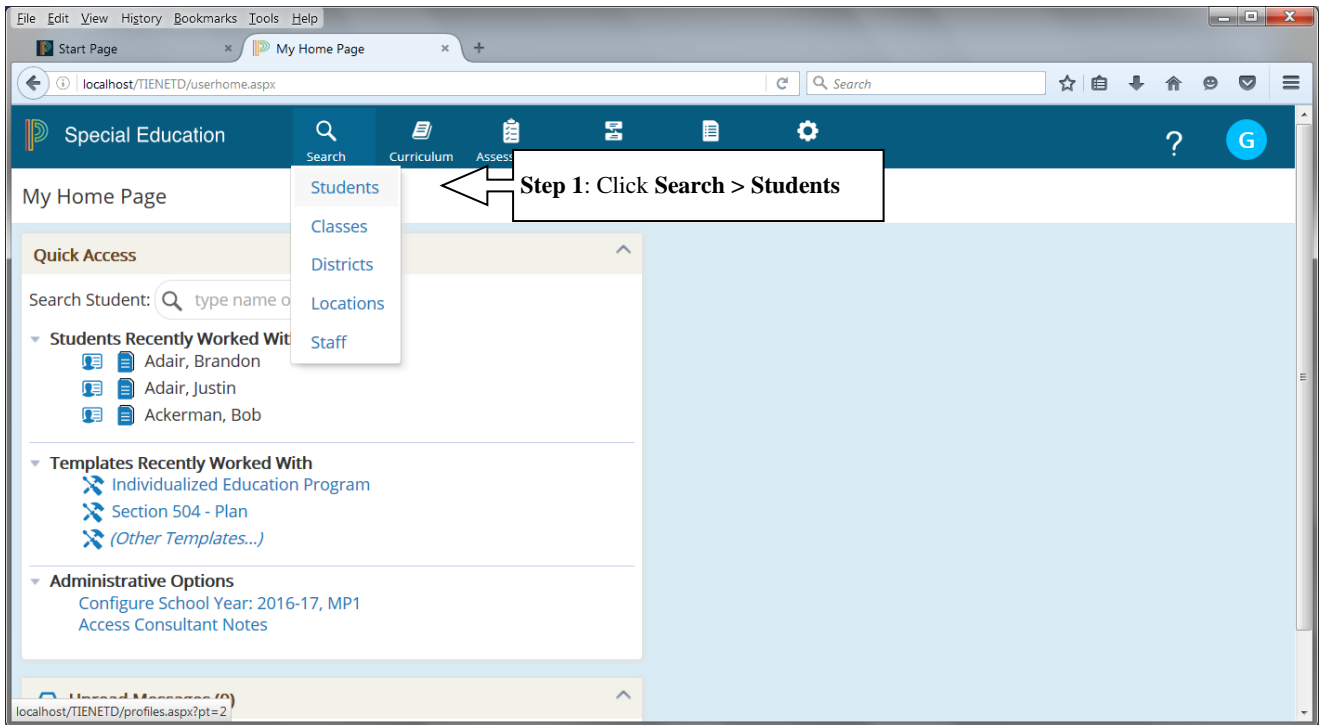 File Edit View History Bookmarks Tools Help
Start Page × My Home Page × +
localhost/TIENETD/userhome.aspx Search
Special Education Search Curriculum Assess
? G
My Home Page
Students
Classes
Districts
Locations
Staff
Step 1: Click Search > Students
Quick Access
Search Student: type name o
Students Recently Worked Wit
Adair, Brandon
Adair, Justin
Ackerman, Bob
Templates Recently Worked With
Individualized Education Program
Section 504 - Plan
(Other Templates...)
Administrative Options
Configure School Year: 2016-17, MP1
Access Consultant Notes
Unread Messages (0)
localhost/TIENETD/profiles.aspx?pt=2